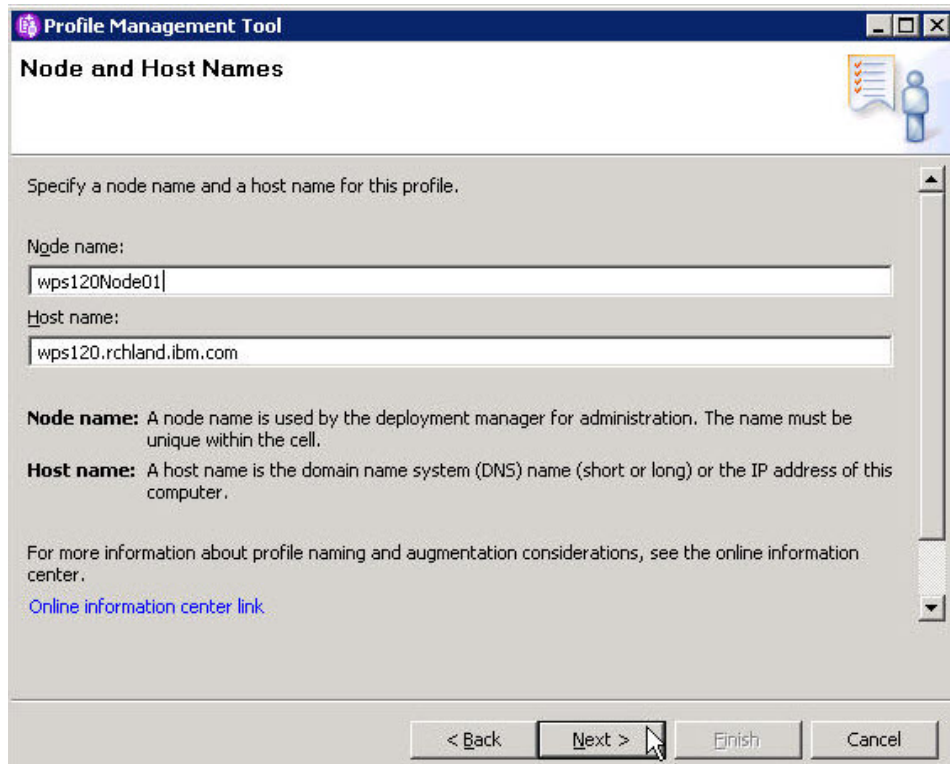 Profile Management Tool
Node and Host Names
Specify a node name and a host name for this profile.
Node name:
wps120Node01
Host name:
wps120.rchland.ibm.com
Node name: A node name is used by the deployment manager for administration. The name must be
unique within the cell.
Host name: A host name is the domain name system (DNS) name (short or long) or the IP address of this
computer.
For more information about profile naming and augmentation considerations, see the online information
center.
Online information center link
< Back Next > Finish Cancel